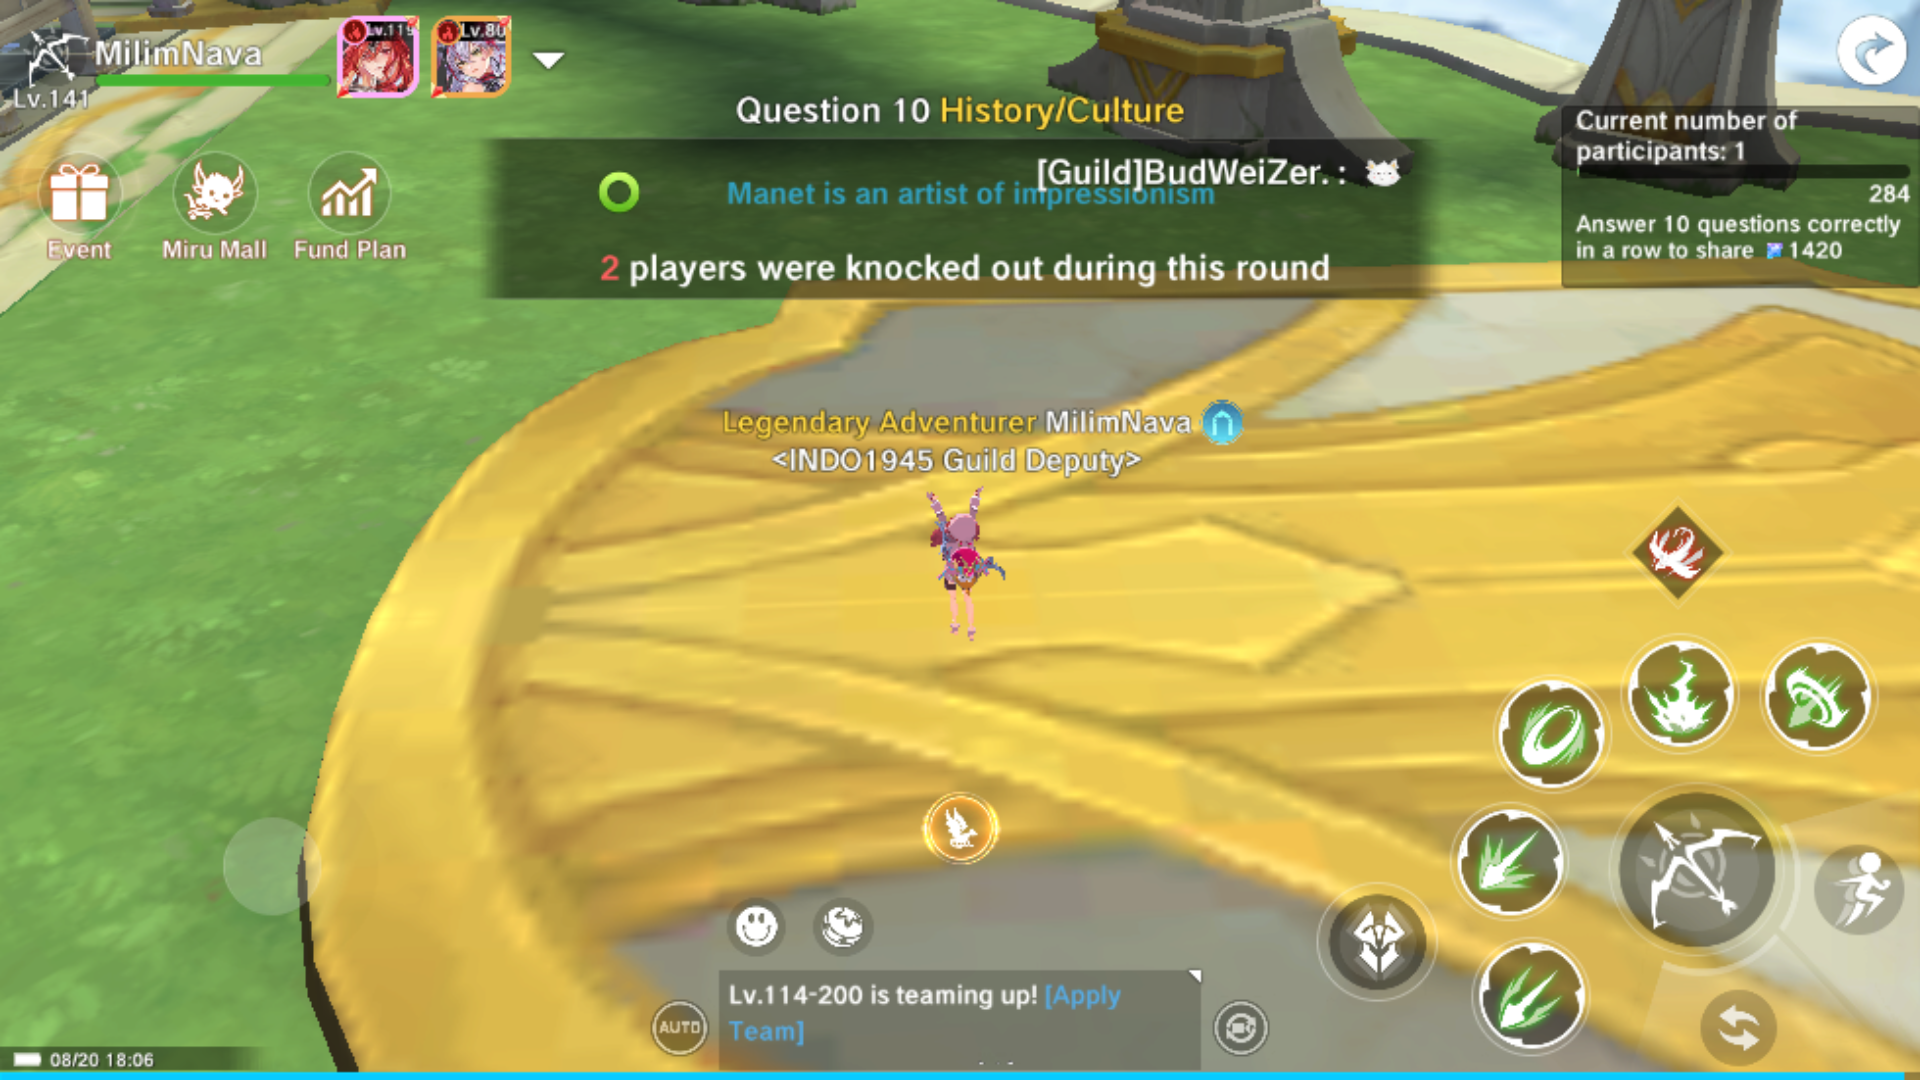 MilimNava
Lv.141
Lv.119
Lv.80
Event
Miru Mall
Fund Plan
Question 10 History/Culture
[Guild]BudWeiZer. :
Manet is an artist of impressionism
2 players were knocked out during this round
Current number of
participants: 1
284
Answer 10 questions correctly
in a row to share 1420
Legendary Adventurer MilimNava
<INDO1945 Guild Deputy>
Lv.114-200 is teaming up! [Apply
Team]
AUTO
08/20 18:06